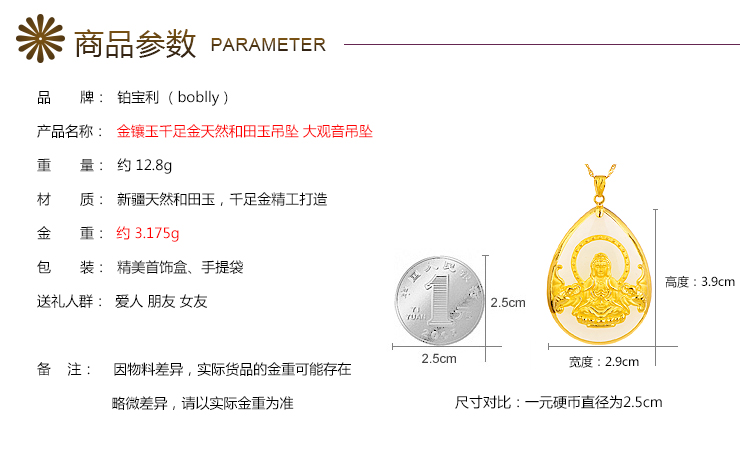 商品参数 PARAMETER
品 牌： 铂宝利（boblly）
产品名称： 金镶玉千足金天然和田玉吊坠 大观音吊坠
重 量： 约 12.8g
材 质： 新疆天然和田玉，千足金精工打造
金 重： 约 3.175g
包 装： 精美首饰盒、手提袋
送礼人群： 爱人 朋友 女友
备 注： 因物料差异，实际货品的金重可能存在
略微差异，请以实际金重为准
1
YI
YUAN
2.5cm
2.5cm
高度：3.9cm
宽度：2.9cm
尺寸对比：一元硬币直径为2.5cm